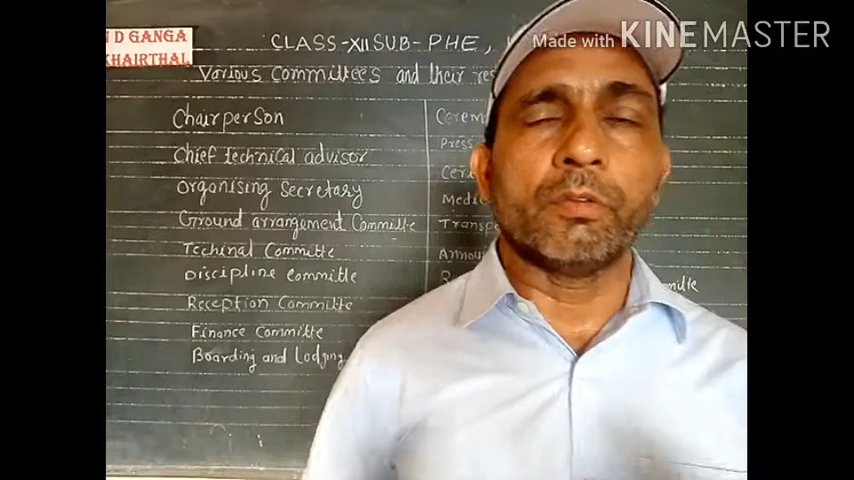 N D GANGA
KHAIRTHAL
Made with KINEMASTER
CLASS-XII SUB-PHE,
Various Committees and their
Chairperson
Chief technical advisor
Organising Secretary
Ground arrangement Committe
Techinal Committe
Discipline Committe
Reception Committe
Finance Committe
Boarding and Lodging
Press